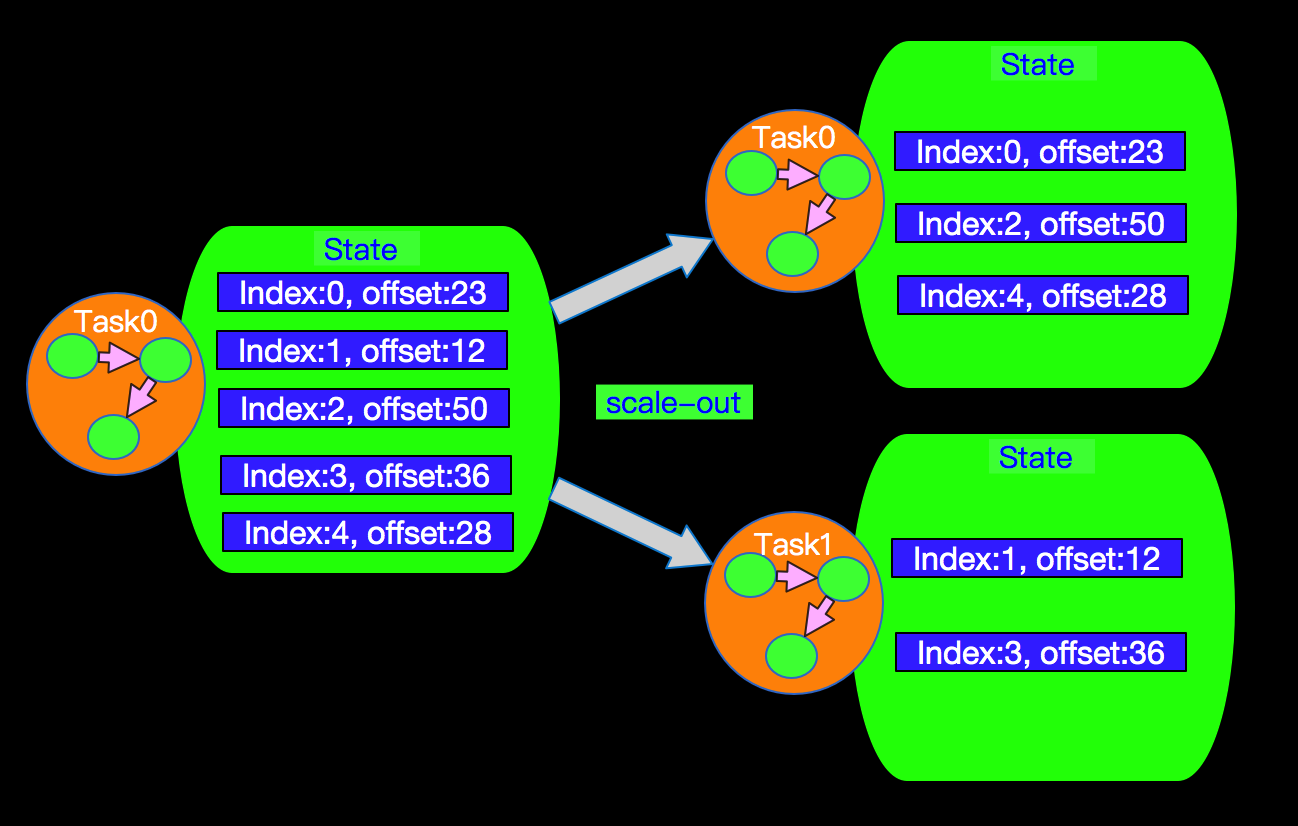 State
Index:0, offset:23
Task0
Index:1, offset:12
Index:2, offset:50
Index:3, offset:36
Index:4, offset:28
scale-out
State
Task0
Index:0, offset:23
Index:2, offset:50
Index:4, offset:28
State
Task1
Index:1, offset:12
Index:3, offset:36